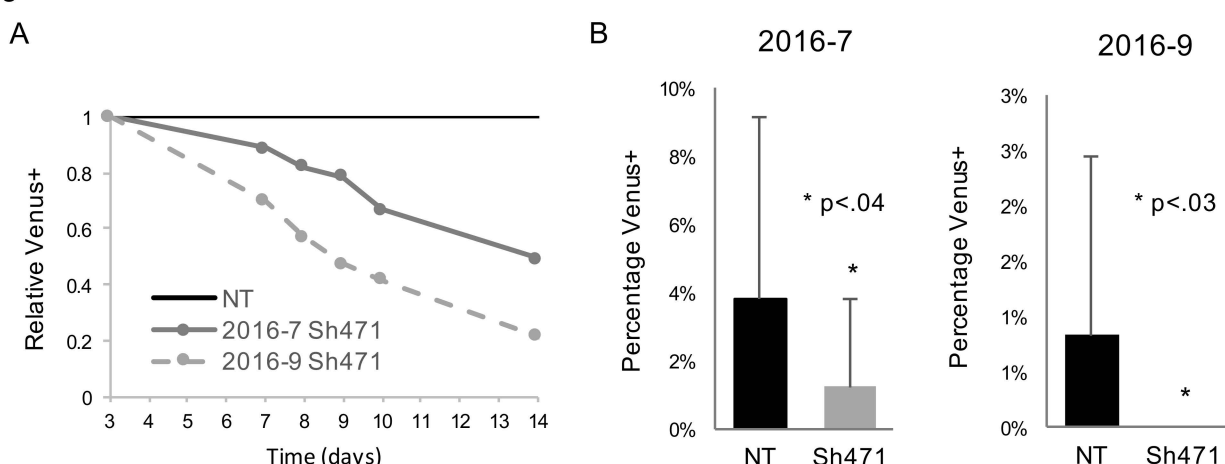 A
Relative Venus+
1
0.8
0.6
0.4
0.2
0
NT
2016-7 Sh471
2016-9 Sh471
3 4 5 6 7 8 9 10 11 12 13 14
Time (days)
B
2016-7
Percentage Venus+
10%
8%
6%
4%
2%
0%
* p<.04
*
NT Sh471
2016-9
Percentage Venus+
3%
3%
2%
2%
1%
1%
0%
* p<.03
*
NT Sh471